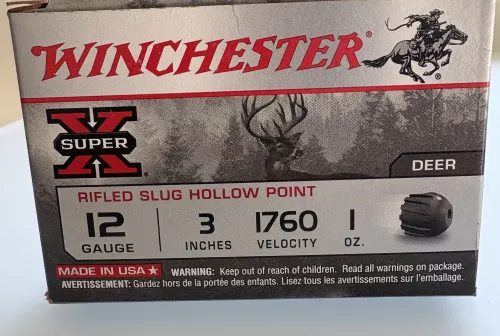 WINCHESTER
®
SUPER X ®
DEER
RIFLED SLUG HOLLOW POINT
12 3 1760 1
GAUGE INCHES VELOCITY OZ.
MADE IN USA ★ WARNING: Keep out of reach of children. Read all warnings on package.
AVERTISSEMENT: Gardez hors de la portée des enfants. Lisez tous les avertissements sur l'emballage.